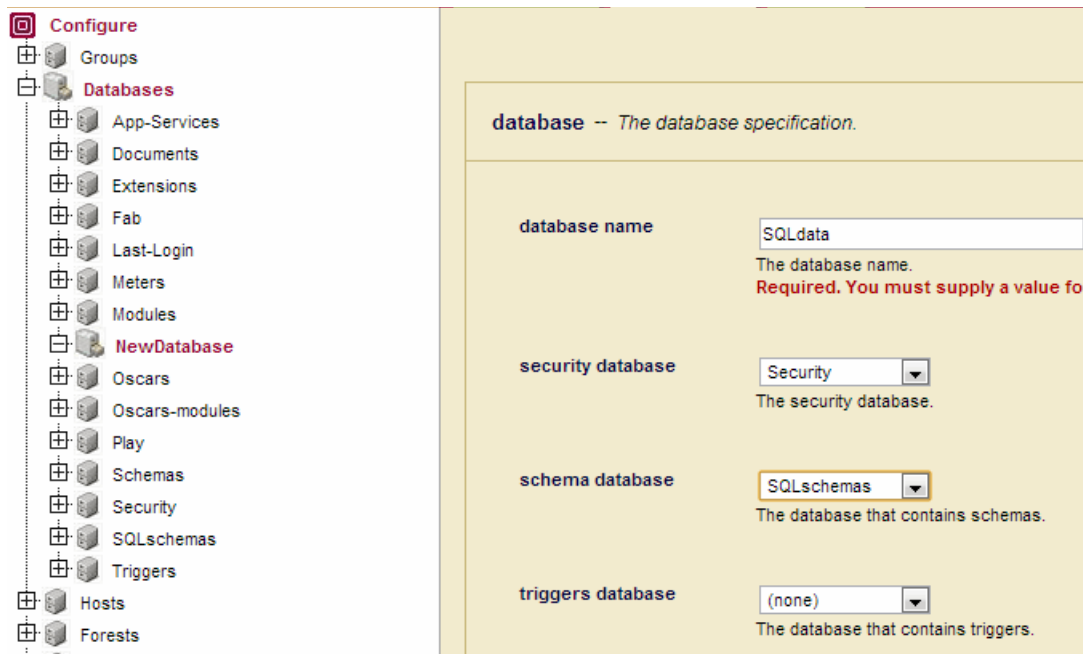 Configure
Groups
Databases
App-Services
Documents
Extensions
Fab
Last-Login
Meters
Modules
NewDatabase
Oscars
Oscars-modules
Play
Schemas
Security
SQLschemas
Triggers
Hosts
Forests
database -- The database specification.
database name
SQLdata
The database name.
Required. You must supply a value fo
security database
Security
The security database.
schema database
SQLschemas
The database that contains schemas.
triggers database
(none)
The database that contains triggers.